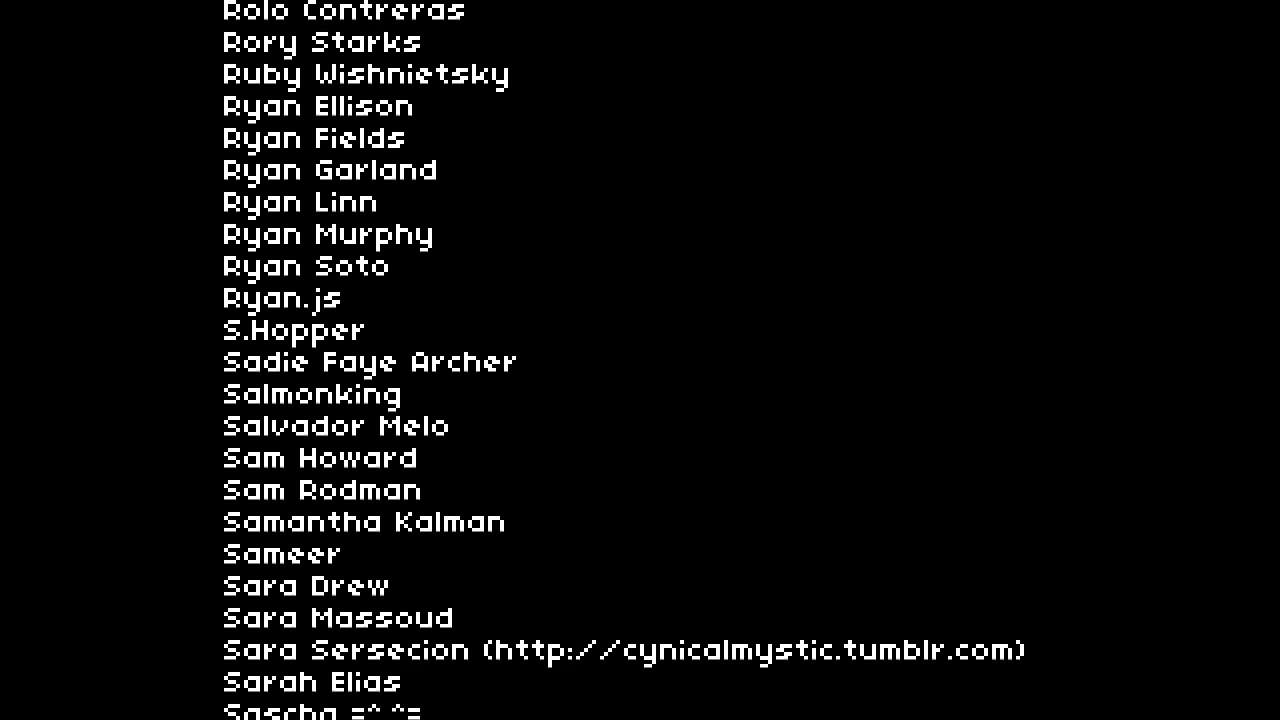 Rolo Contreras
Rory Starks
Ruby Wishnietsky
Ryan Ellison
Ryan Fields
Ryan Garland
Ryan Linn
Ryan Murphy
Ryan Soto
Ryan.js
S.Hopper
Sadie Faye Archer
Salmonking
Salvador Melo
Sam Howard
Sam Rodman
Samantha Kalman
Sameer
Sara Drew
Sara Massoud
Sara Sersecion (http://cynicalmystic.tumblr.com)
Sarah Elias
Sascha =^ ^=